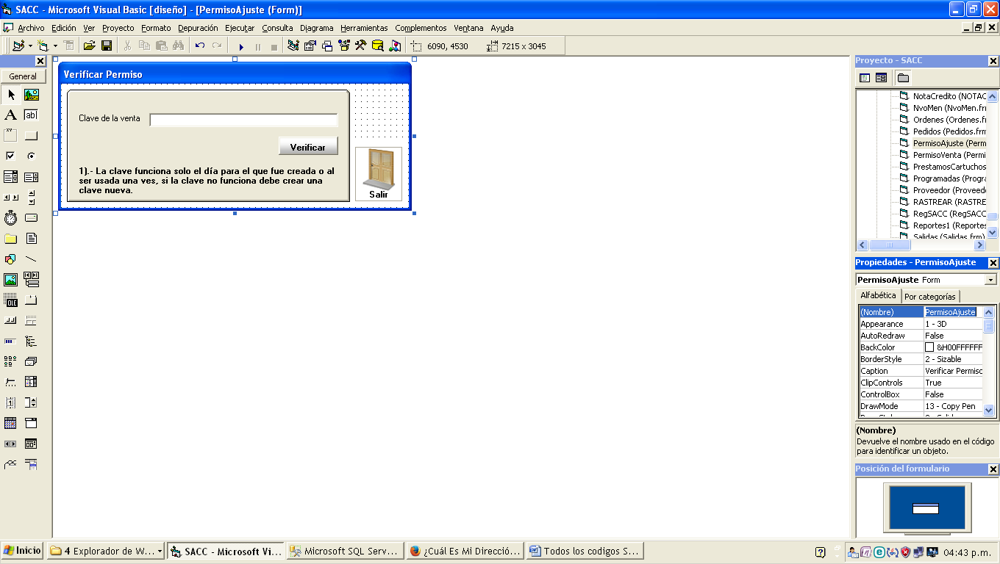 SACC - Microsoft Visual Basic [diseño] - [PermisoAjuste (Form)]
Archivo Edición Ver Proyecto Formato Depuración Ejecutar Consulta Diagrama Herramientas Complementos Ventana Ayuda
6090, 4530 7215 x 3045
General
Verificar Permiso
Clave de la venta
Verificar
1).- La clave funciona solo el día para el que fue creada o al
ser usada una ves, si la clave no funciona debe crear una
clave nueva.
Salir
Proyecto - SACC
NotaCredito (NOTAC
NvoMen (NvoMen.frm
Ordenes (Ordenes.fr
Pedidos (Pedidos.frm
PermisoAjuste (Perm
PermisoVenta (Permi
PrestamosCartuchos
Programadas (Progra
Proveedor (Proveed
RASTREAR (RASTRE
RegSACC (RegSACC
Reportes1 (Reportes
Salidas (Salidas.frm)
Propiedades - PermisoAjuste
PermisoAjuste Form
Alfabética Por categorías
(Nombre) PermisoAjuste
Appearance 1 - 3D
AutoRedraw False
BackColor &H00FFFFFF
BorderStyle 2 - Sizable
Caption Verificar Permiso
ClipControls True
ControlBox False
DrawMode 13 - Copy Pen
(Nombre)
Devuelve el nombre usado en el código
para identificar un objeto.
Posición del formulario
Inicio 4 Explorador de W... SACC - Microsoft Vi... Microsoft SQL Serv... ¿Cuál Es Mi Direcció... Todos los codigos S... 04:43 p.m.